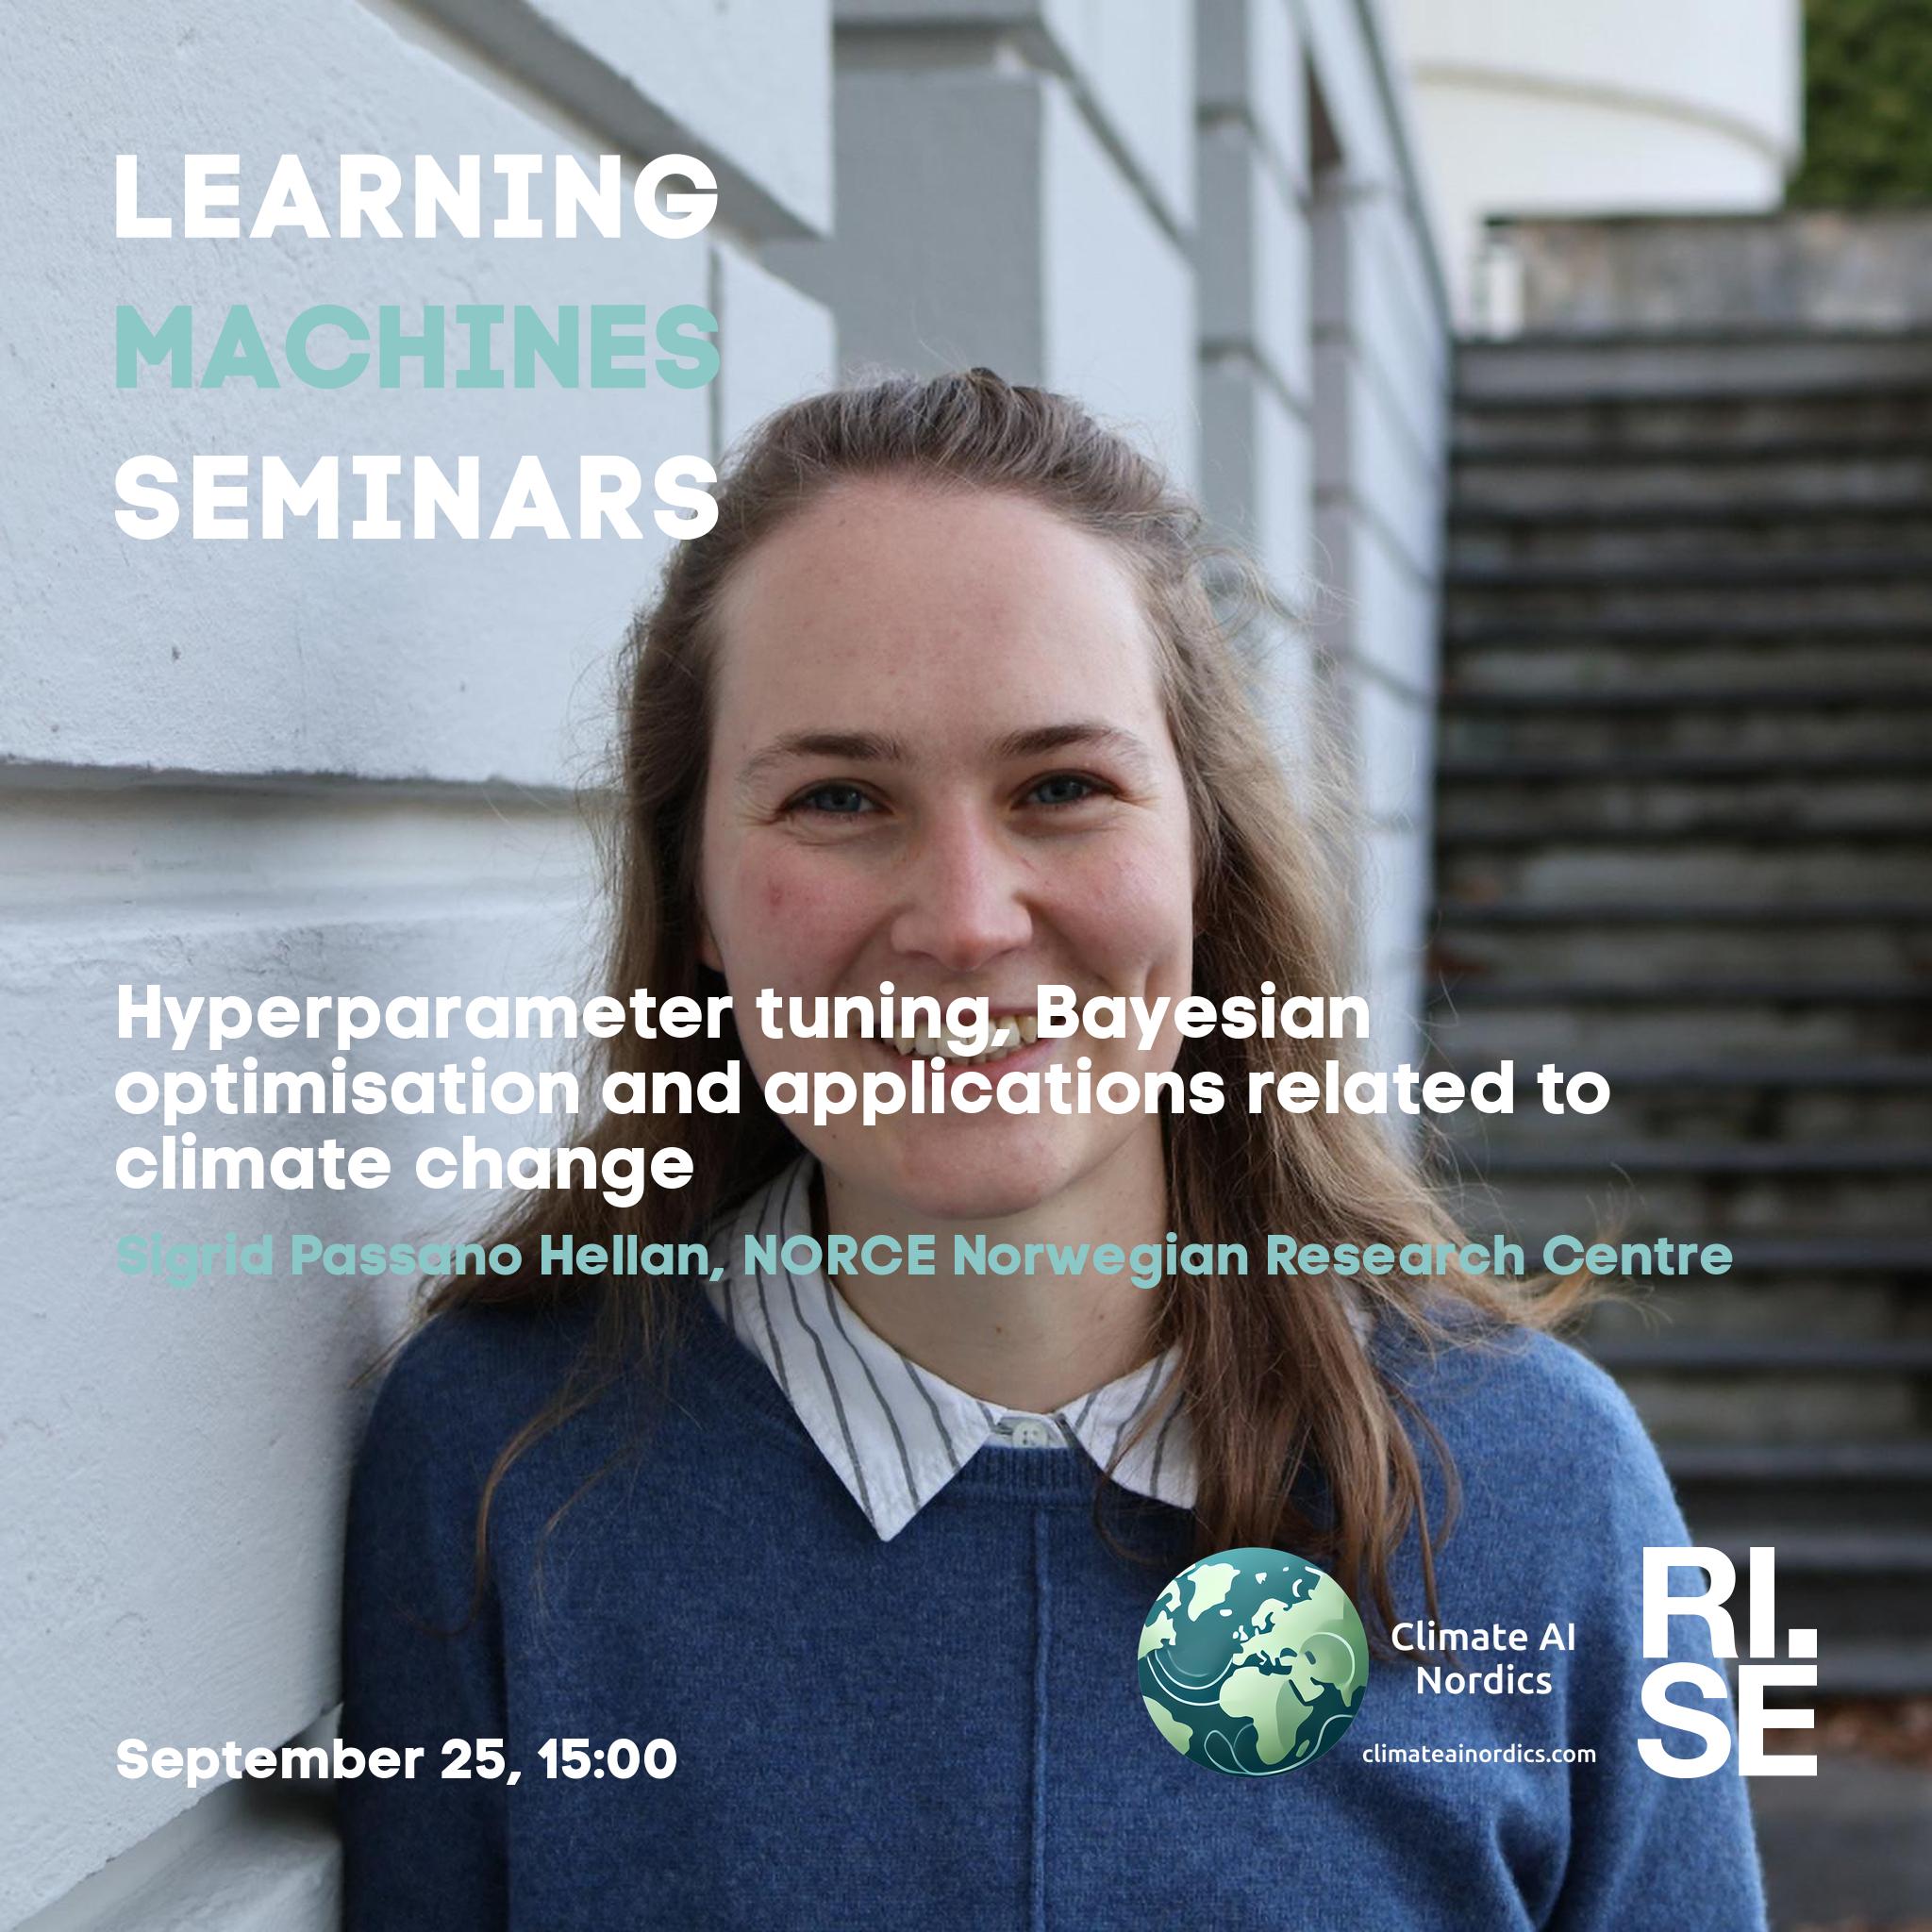 LEARNING
MACHINES
SEMINARS
Hyperparameter tuning, Bayesian
optimisation and applications related to
climate change
Sigrid Passano Hellan, NORCE Norwegian Research Centre
September 25, 15:00
Climate AI
Nordics
climateainordics.com
RI.
SE